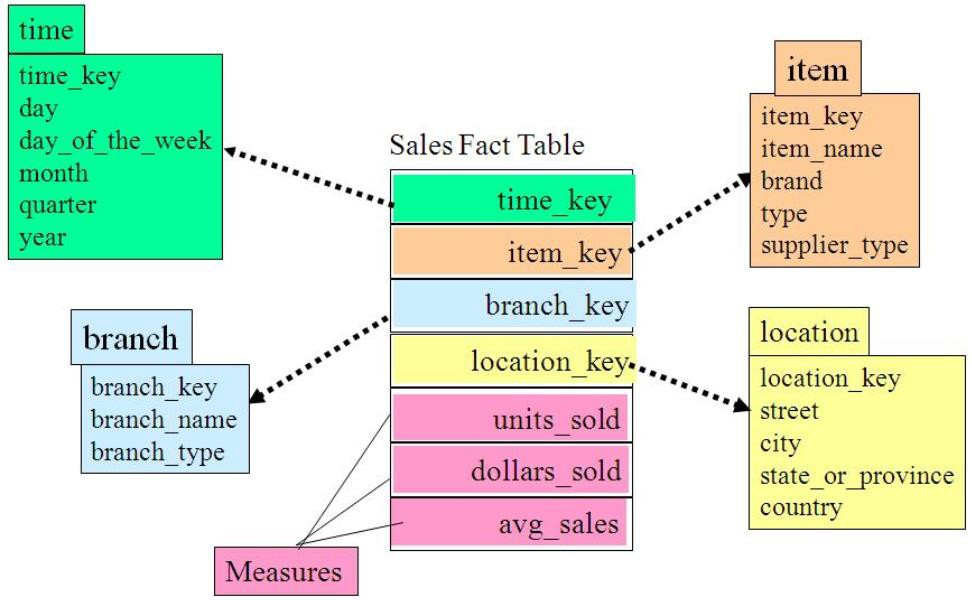 time
time_key
day
day_of_the_week
month
quarter
year
item
item_key
item_name
brand
type
supplier_type
Sales Fact Table
time_key
item_key
branch_key
location_key
units_sold
dollars_sold
avg_sales
branch
branch_key
branch_name
branch_type
location
location_key
street
city
state_or_province
country
Measures